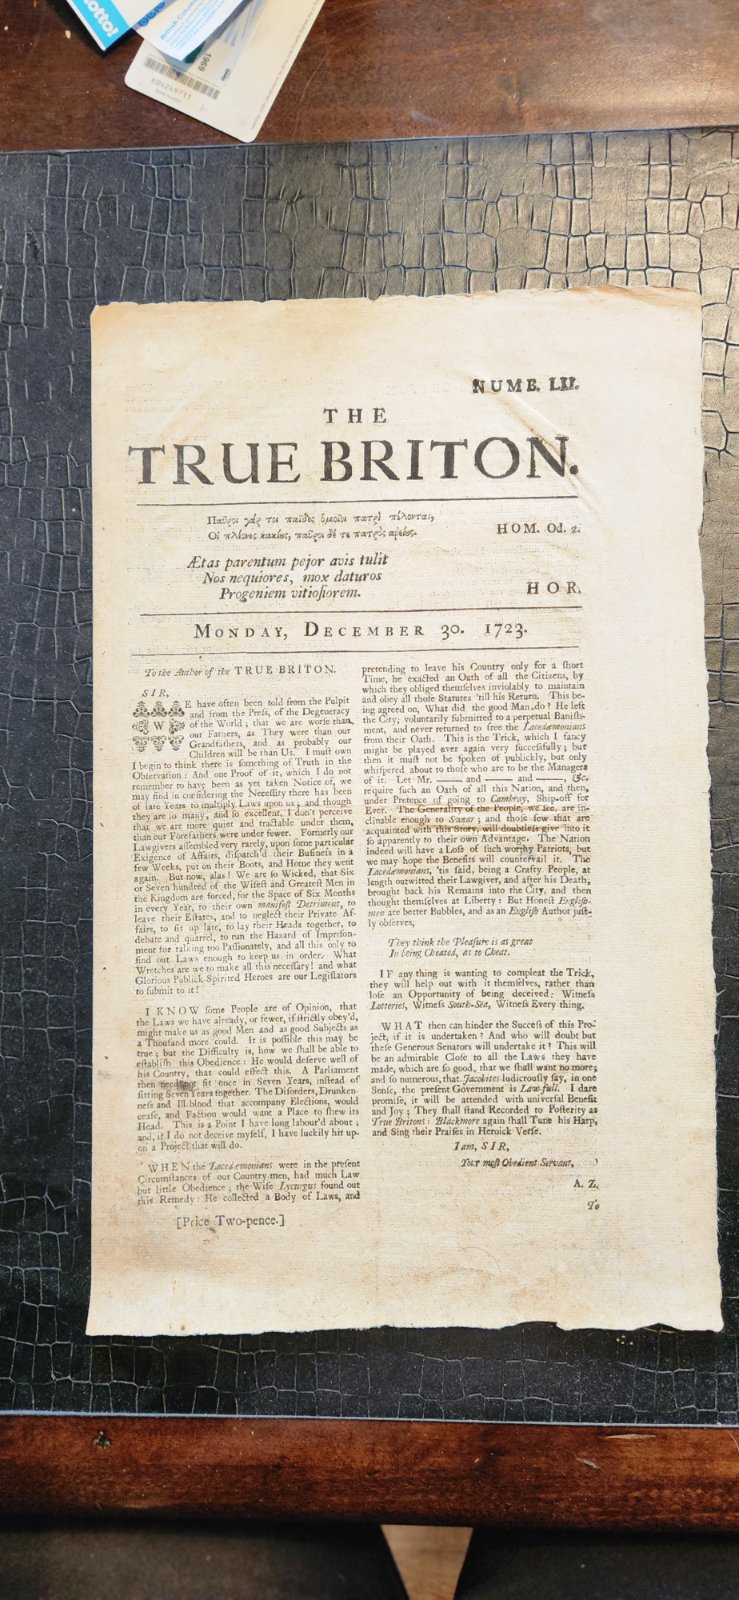 otto!
British Colum
1969
K04249711
NUMB. LII.
THE
TRUE BRITON.
Παῦροι γάρ τοι παῖδες ὁμοῖοι πατρὶ πέλονται,
Οἱ πλέονες κακίες, παῦροι δέ τε πατρὸς ἀρείες.
HOM. Od. 2.
Ætas parentum pejor avis tulit
Nos nequiores, mox daturos
Progeniem vitioſiorem.
HOR.
MONDAY, DECEMBER 30. 1723.
To the Author of the TRUE BRITON.
SIR,
WE have often been told from the Pulpit
and from the Preſs, of the Degeneracy
of the World; that we are worſe than
our Fathers, as They were than our
Grandfathers, and as probably our
Children will be than Us. I muſt own
I begin to think there is ſomething of Truth in the
Obſervation: And one Proof of it, which I do not
remember to have been as yet taken Notice of, we
may find in conſidering the Neceſſity there has been
of late Years to multiply Laws upon us; and though
they are ſo many, and ſo excellent, I don't perceive
that we are more quiet and tractable under them,
than our Forefathers were under fewer. Formerly our
Lawgivers aſſembled very rarely, upon ſome particular
Exigence of Affairs, diſpatch'd their Buſineſs in a
few Weeks, put on their Boots, and Home they went
again. But now, alas! We are ſo Wicked, that Six
or Seven hundred of the Wiſeſt and Greateſt Men in
the Kingdom are forced, for the Space of Six Months
in every Year, to their own manifeſt Detriment, to
leave their Eſtates, and to neglect their Private Af-
fairs, to ſit up late, to lay their Heads together, to
debate and quarrel, to run the Hazard of Impriſon-
ment for talking too Paſſionately, and all this only to
find out Laws enough to keep us in order. What
Wretches are we to make all this neceſſary! and what
Glorious Publick-Spirited Heroes are our Legiſlators
to ſubmit to it!
I KNOW ſome People are of Opinion, that
the Laws we have already, or fewer, if ſtrictly obey'd,
might make us as good Men and as good Subjects as
a Thouſand more could. It is poſſible this may be
true; but the Difficulty is, how we ſhall be able to
eſtabliſh this Obedience: He would deſerve well of
his Country, that could effect this. A Parliament
then need not ſit once in Seven Years, inſtead of
ſitting Seven Years together. The Diſorders, Drunken-
neſs and Ill-blood that accompany Elections, would
ceaſe, and Faction would want a Place to ſhew its
Head. This is a Point I have long labour'd about;
and, if I do not deceive myſelf, I have luckily hit up-
on a Project that will do.
WHEN the Lacedæmonians were in the preſent
Circumſtances of our Country-men, had much Law
but little Obedience; the Wiſe Lycurgus found out
this Remedy: He collected a Body of Laws, and
[Price Two-pence.]
pretending to leave his Country only for a ſhort
Time, he exacted an Oath of all the Citizens, by
which they obliged themſelves inviolably to maintain
and obey all thoſe Statutes 'till his Return. This be-
ing agreed on, What did the good Man do? He left
the City; voluntarily ſubmitted to a perpetual Baniſh-
ment, and never returned to free the Lacedæmonians
from their Oath. This is the Trick, which I fancy
might be played over again very ſucceſsfully; but
then it muſt not be ſpoken of publickly, but only
whiſpered about to thoſe who are to be the Managers
of it. Let Mr. —— and —— and ——, &c.
require ſuch an Oath of all this Nation, and then,
under Pretence of going to Cambray, Ship-off for
Ever. The Generality of the People, we ſee, are in-
clinable enough to Swear; and thoſe few that are
acquainted with this Story, will doubtleſs give into it
ſo apparently to their own Advantage. The Nation
indeed will have a Loſs of ſuch worthy Patriots, but
we may hope the Benefits will countervail it. The
Lacedæmonians, 'tis ſaid, being a Crafty People, at
length outwitted their Lawgiver, and after his Death,
brought back his Remains into the City, and then
thought themſelves at Liberty: But Honeſt Engliſh-
men are better Bubbles, and as an Engliſh Author juſt-
ly obſerves,
They think the Pleaſure is as great
In being Cheated, as to Cheat.
IF any thing is wanting to compleat the Trick,
they will help out with it themſelves, rather than
loſe an Opportunity of being deceived: Witneſs
Lotteries, Witneſs South-Sea, Witneſs Every thing.
WHAT then can hinder the Succeſs of this Pro-
ject, if it is undertaken? And who will doubt but
theſe Generous Senators will undertake it? This will
be an admirable Cloſe to all the Laws they have
made, which are ſo good, that we ſhall want no more;
and ſo numerous, that Jacobites ludicrouſly ſay, in one
Senſe, the preſent Government is Law-full. I dare
promiſe, it will be attended with univerſal Benefit
and Joy; They ſhall ſtand Recorded to Poſterity as
True Britons: Blackmore again ſhall Tune his Harp,
and Sing their Praiſes in Heroick Verſe.
I am, SIR,
Your moſt Obedient Servant,
A. Z.
To